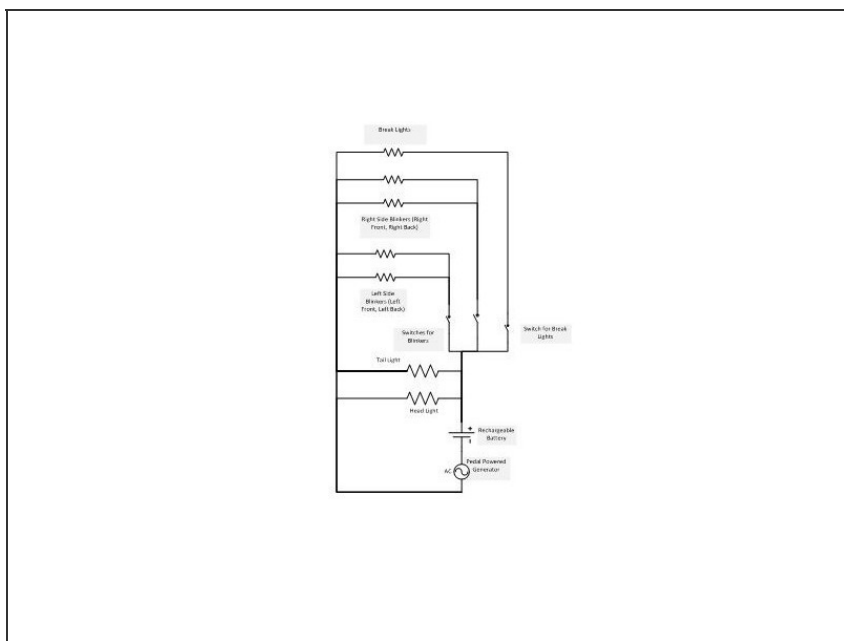 Break Lights
Right Side Blinkers (Right
Front, Right Back)
Left Side
Blinkers (Left
Front, Left Back)
Switches for
Blinkers
Switch for Break
Lights
Tail Light
Head Light
+
Rechargeable
Battery
Pedal Powered
Generator
AC